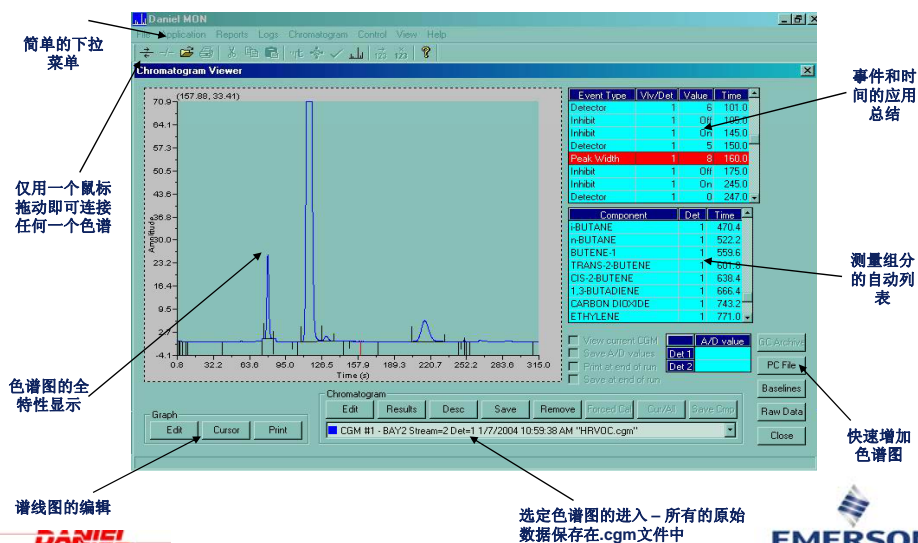 Daniel MON
File Application Reports Logs Chromatogram Control View Help
Chromatogram Viewer
简单的下拉
菜单
仅用一个鼠标
拖动即可连接
任何一个色谱
色谱图的全
特性显示
谱线图的编辑
(157.88, 33.41)
70.9
64.1
57.3
50.5
43.6
36.8
30.0
23.2
16.4
9.5
2.7
-4.1
Amplitude
0.8 32.2 63.6 95.0 126.5 157.9 189.3 220.7 252.2 283.6 315.0
Time (s)
Event Type Vlv/Det Value Time
Detector 1 6 101.0
Inhibit 1 Off 105.0
Inhibit 1 On 145.0
Detector 1 5 150.0
Peak Width 1 8 160.0
Inhibit 1 Off 175.0
Inhibit 1 On 245.0
Detector 1 0 247.0
Component Det Time
i-BUTANE 1 470.4
n-BUTANE 1 522.2
BUTENE-1 1 559.6
TRANS-2-BUTENE 1 601.8
CIS-2-BUTENE 1 638.4
1,3-BUTADIENE 1 666.4
CARBON DIOXIDE 1 743.2
ETHYLENE 1 771.0
View current CGM
Save A/D values
Print at end of run
Save at end of run
A/D value
Det 1
Det 2
GC Archive
PC File
Baselines
Raw Data
Close
Graph
Edit Cursor Print
Chromatogram
Edit Results Desc Save Remove Forced Cal Cur/All Save Cmp
CGM #1 - BAY2 Stream=2 Det=1 1/7/2004 10:59:38 AM "HRVOC.cgm"
事件和时
间的应用
总结
测量组分
的自动列
表
快速增加
色谱图
选定色谱图的进入 – 所有的原始
数据保存在.cgm文件中
DANIEL
EMERSON